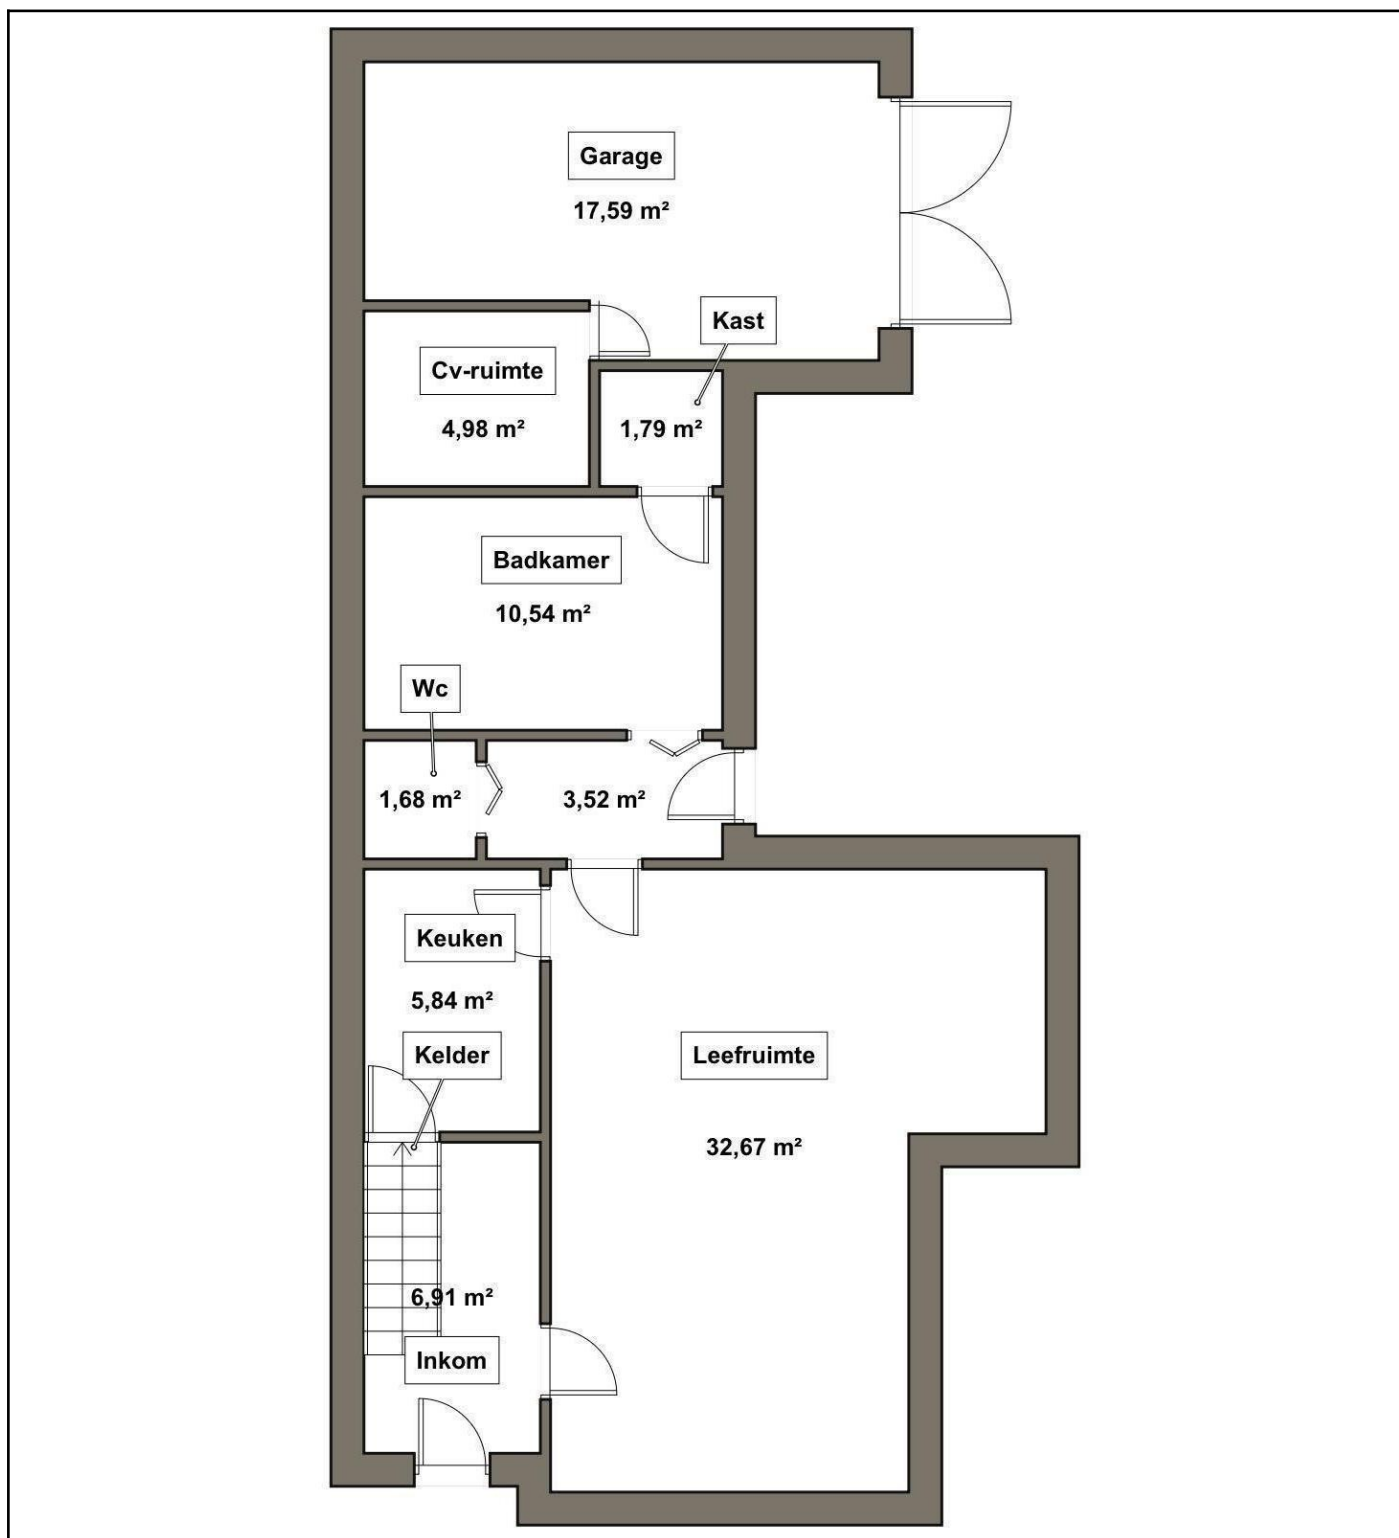 Garage
17,59 m²
Kast
Cv-ruimte
4,98 m²
1,79 m²
Badkamer
10,54 m²
Wc
1,68 m²
3,52 m²
Keuken
5,84 m²
Kelder
Leefruimte
32,67 m²
6,91 m²
Inkom